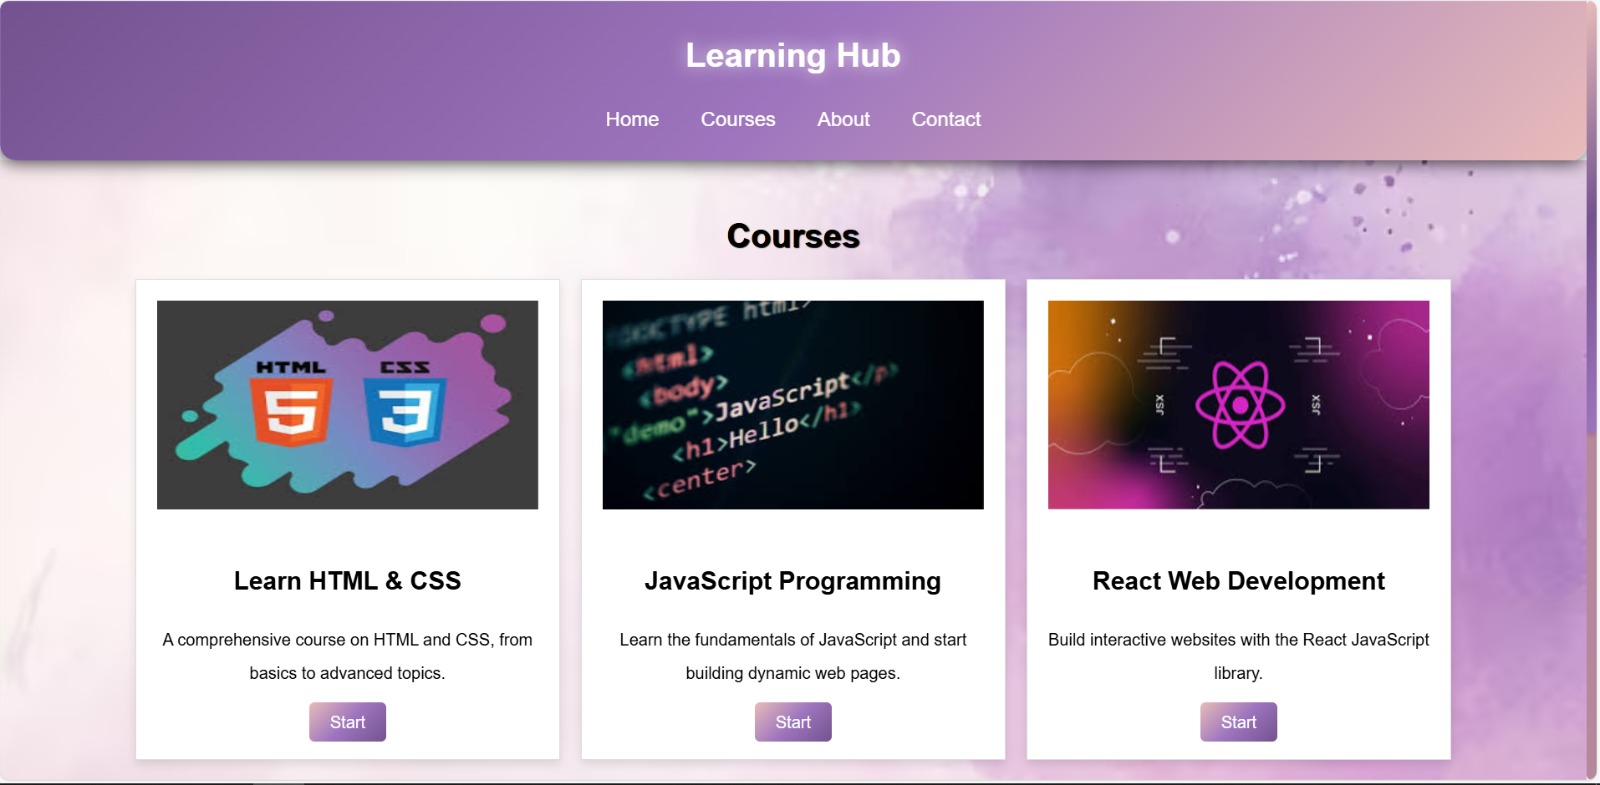 Learning Hub
Home Courses About Contact
Courses
HTML CSS
5 3
<html>
<body>
"demo">JavaScript</p>
<h1>Hello</h1>
<center>
JSX JSX
Learn HTML & CSS
A comprehensive course on HTML and CSS, from
basics to advanced topics.
Start
JavaScript Programming
Learn the fundamentals of JavaScript and start
building dynamic web pages.
Start
React Web Development
Build interactive websites with the React JavaScript
library.
Start